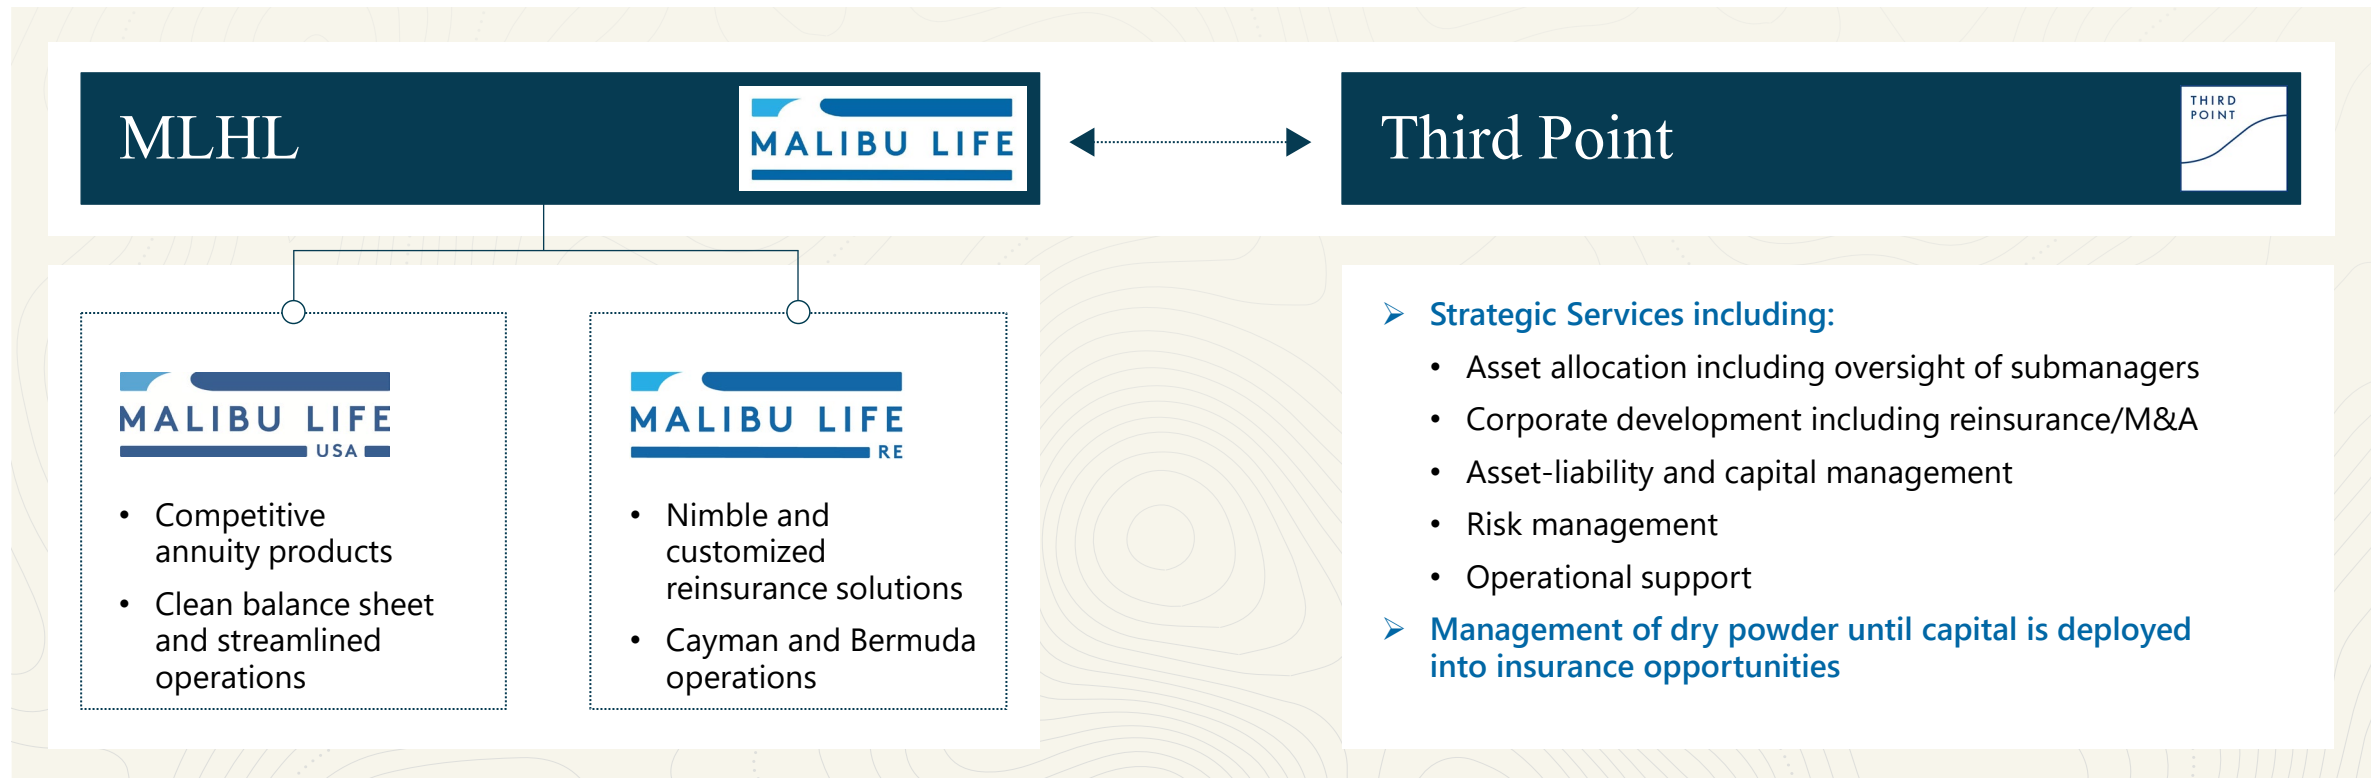 MLHL
MALIBU LIFE
Third Point
THIRD
POINT
MALIBU LIFE
USA
• Competitive
annuity products
• Clean balance sheet
and streamlined
operations
MALIBU LIFE
RE
• Nimble and
customized
reinsurance solutions
• Cayman and Bermuda
operations
➢ Strategic Services including:
• Asset allocation including oversight of submanagers
• Corporate development including reinsurance/M&A
• Asset-liability and capital management
• Risk management
• Operational support
➢ Management of dry powder until capital is deployed
into insurance opportunities